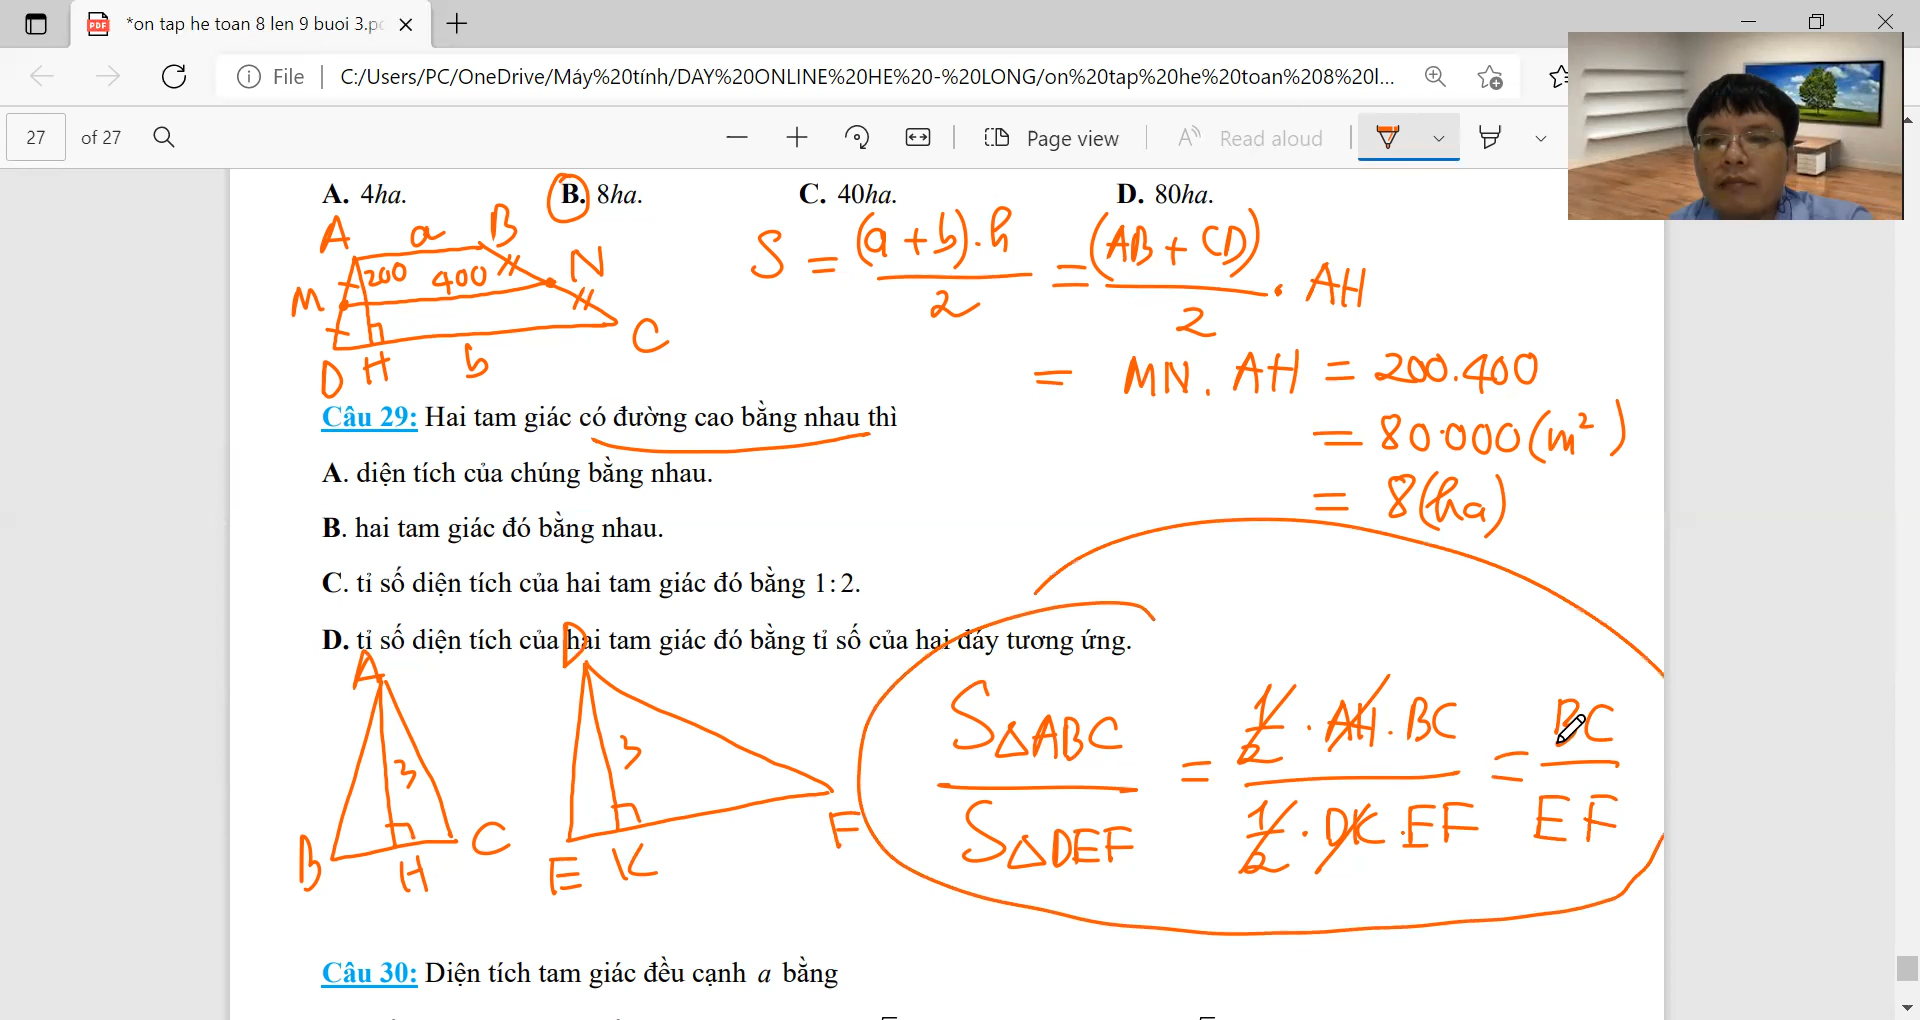 *on tap he toan 8 len 9 buoi 3.pd
File C:/Users/PC/OneDrive/Máy%20tính/DAY%20ONLINE%20HE%20-%20LONG/on%20tap%20he%20toan%208%20l...
27 of 27 Page view Read aloud
A. 4ha. B. 8ha. C. 40ha. D. 80ha.
A a B
200 400 N
M
D H b C
S = (a + b).h / 2 = (AB + CD) / 2 . AH
= MN. AH = 200.400
= 80.000 (m²)
= 8 (ha)
Câu 29: Hai tam giác có đường cao bằng nhau thì
A. diện tích của chúng bằng nhau.
B. hai tam giác đó bằng nhau.
C. tỉ số diện tích của hai tam giác đó bằng 1:2.
D. tỉ số diện tích của hai tam giác đó bằng tỉ số của hai đáy tương ứng.
A
3
B H C
D
3
E K F
S△ABC / S△DEF = 1/2 . AH . BC / 1/2 . DK . EF = BC / EF
Câu 30: Diện tích tam giác đều cạnh a bằng